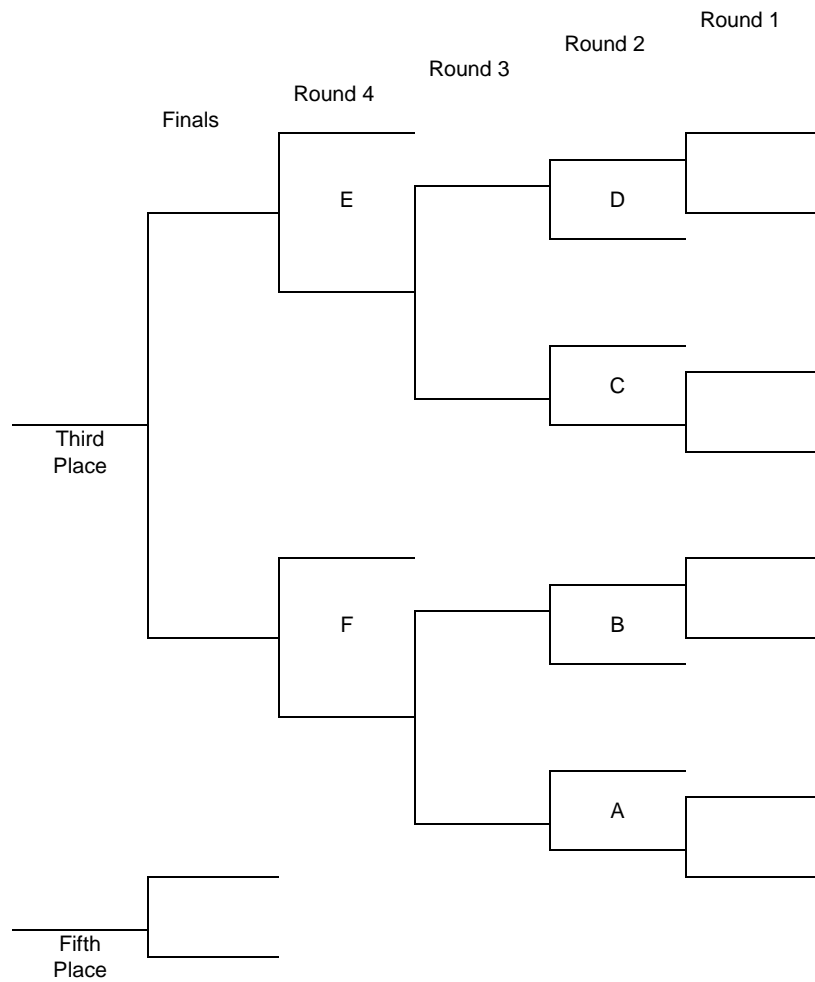 Round 1
Round 2
Round 3
Round 4
Finals
E
D
C
Third
Place
F
B
A
Fifth
Place